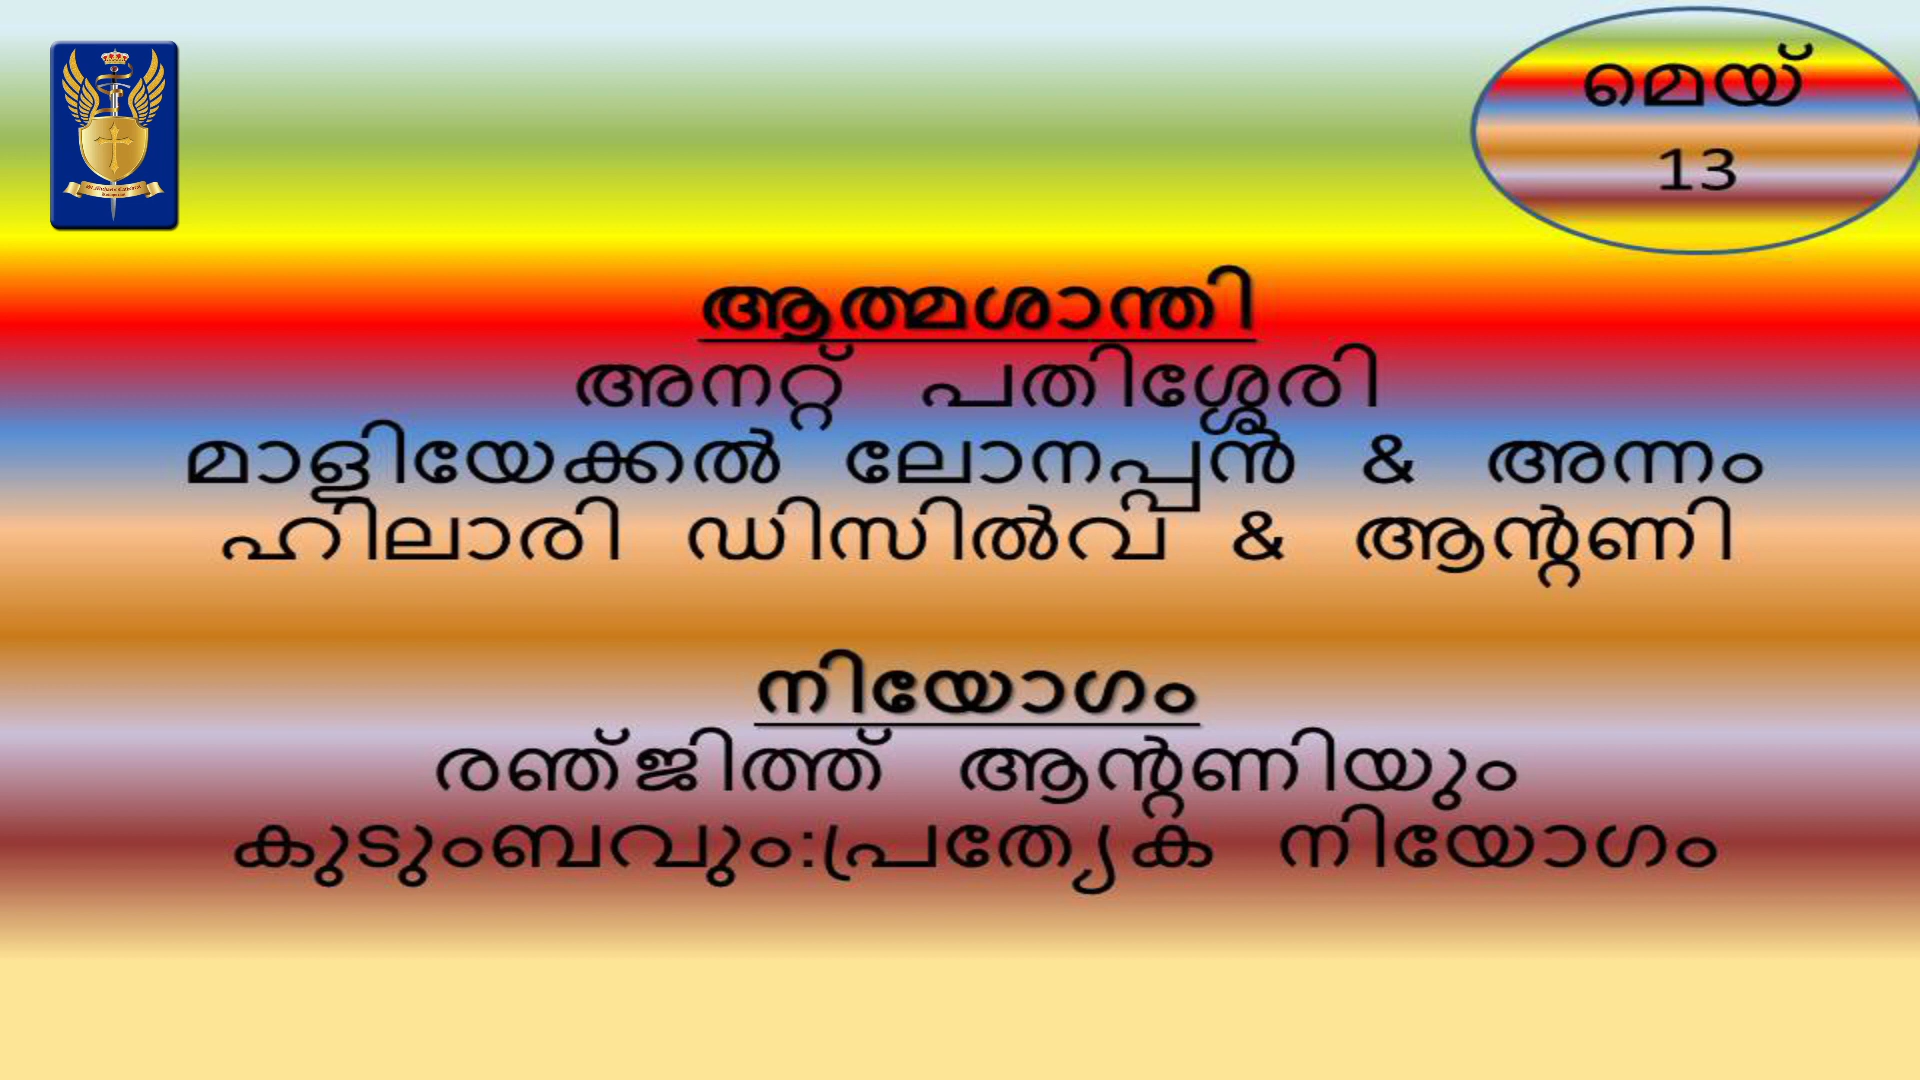 മെയ്
13
ആത്മശാന്തി
അനറ്റ് പതിശ്ശേരി
മാളിയേക്കൽ ലോനപ്പൻ & അന്നം
ഹിലാരി ഡിസിൽവ & ആന്റണി
നിയോഗം
രഞ്ജിത്ത് ആന്റണിയും
കുടുംബവും:പ്രത്യേക നിയോഗം